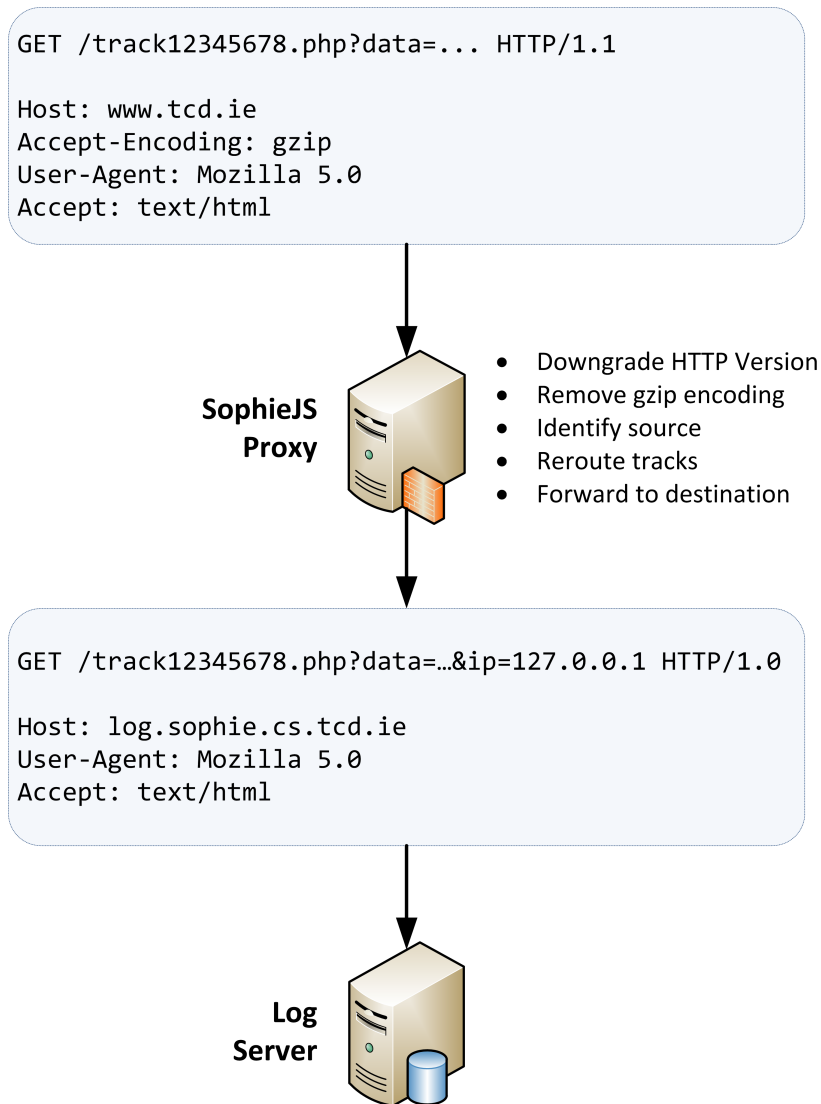 GET /track12345678.php?data=... HTTP/1.1
Host: www.tcd.ie
Accept-Encoding: gzip
User-Agent: Mozilla 5.0
Accept: text/html
SophieJS
Proxy
• Downgrade HTTP Version
• Remove gzip encoding
• Identify source
• Reroute tracks
• Forward to destination
GET /track12345678.php?data=…&ip=127.0.0.1 HTTP/1.0
Host: log.sophie.cs.tcd.ie
User-Agent: Mozilla 5.0
Accept: text/html
Log
Server